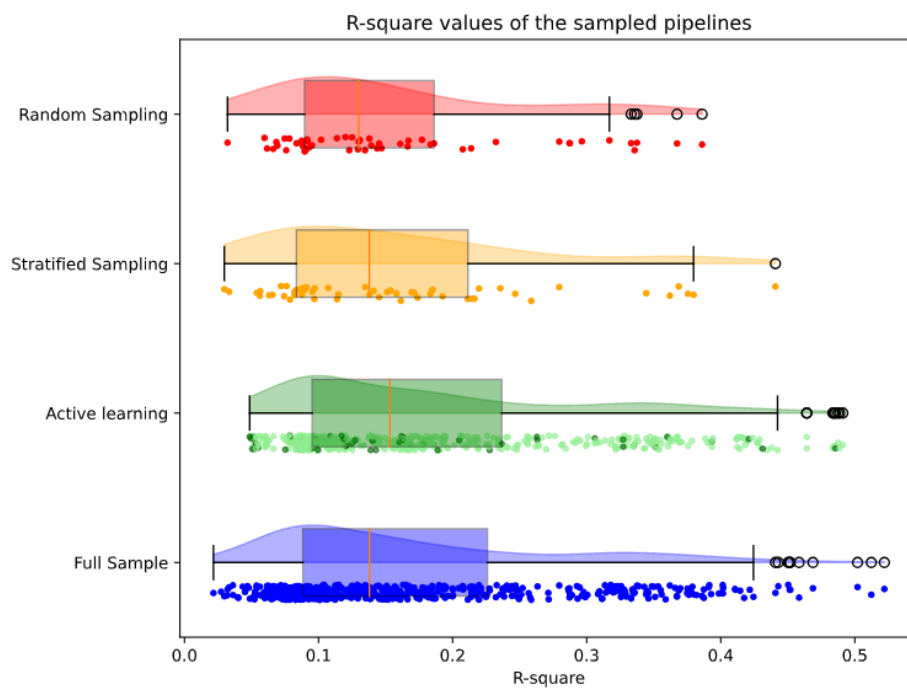 R-square values of the sampled pipelines
Random Sampling
Stratified Sampling
Active learning
Full Sample
0.0 0.1 0.2 0.3 0.4 0.5
R-square